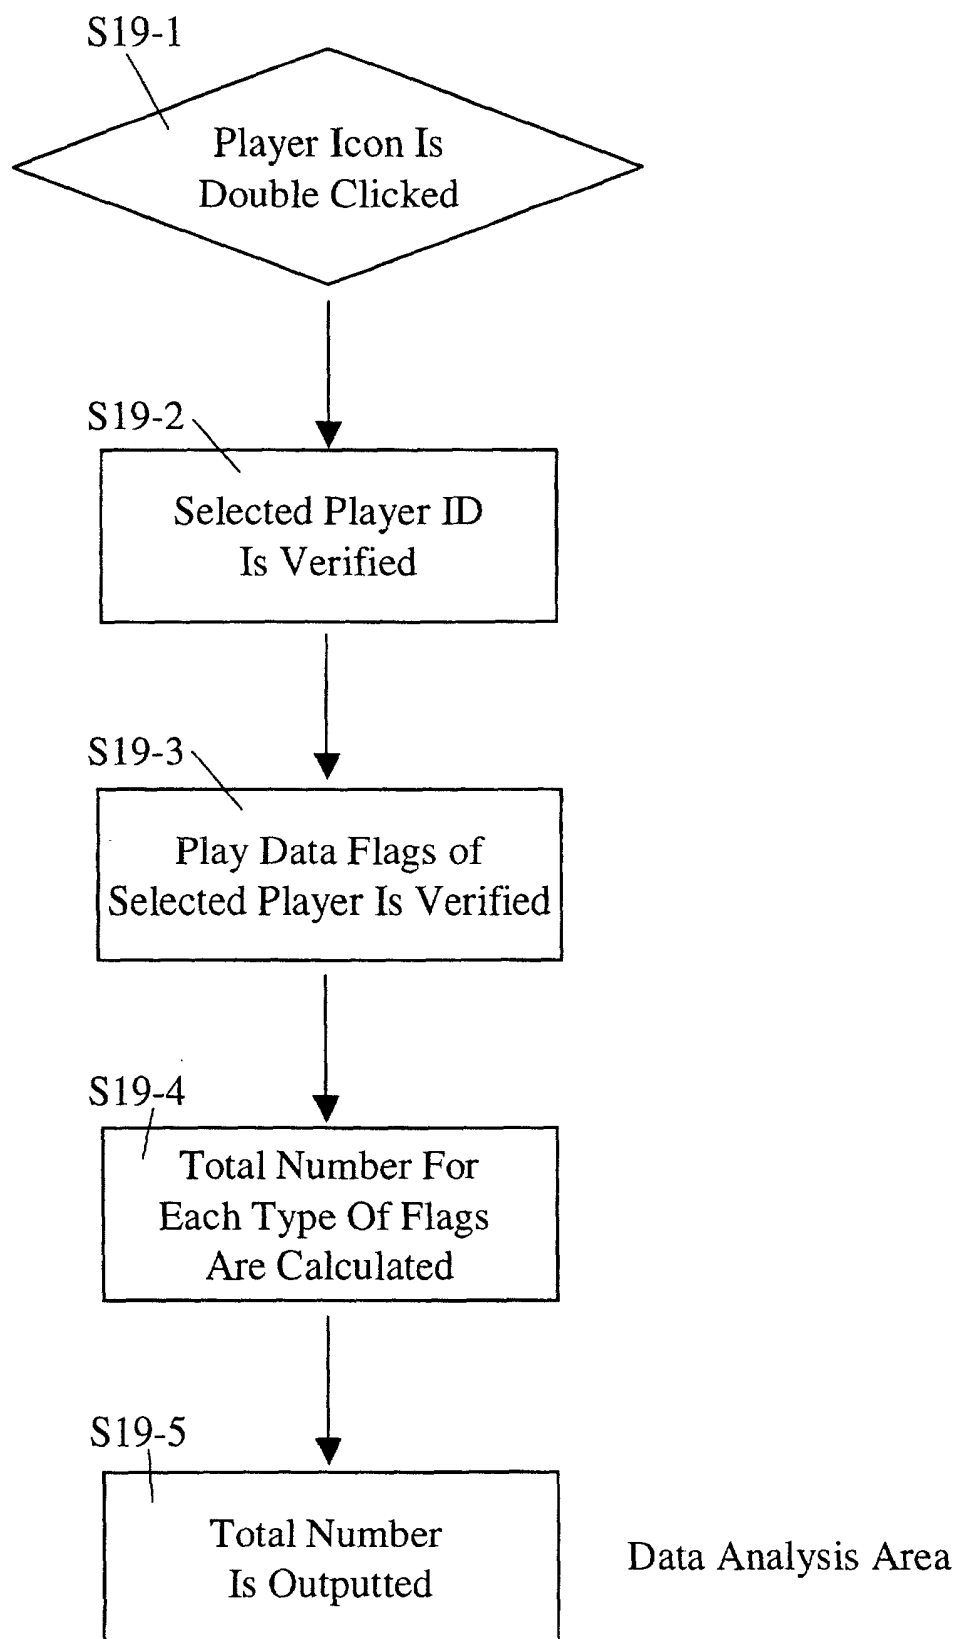 S19-1
Player Icon Is
Double Clicked
S19-2
Selected Player ID
Is Verified
S19-3
Play Data Flags of
Selected Player Is Verified
S19-4
Total Number For
Each Type Of Flags
Are Calculated
S19-5
Total Number
Is Outputted
Data Analysis Area